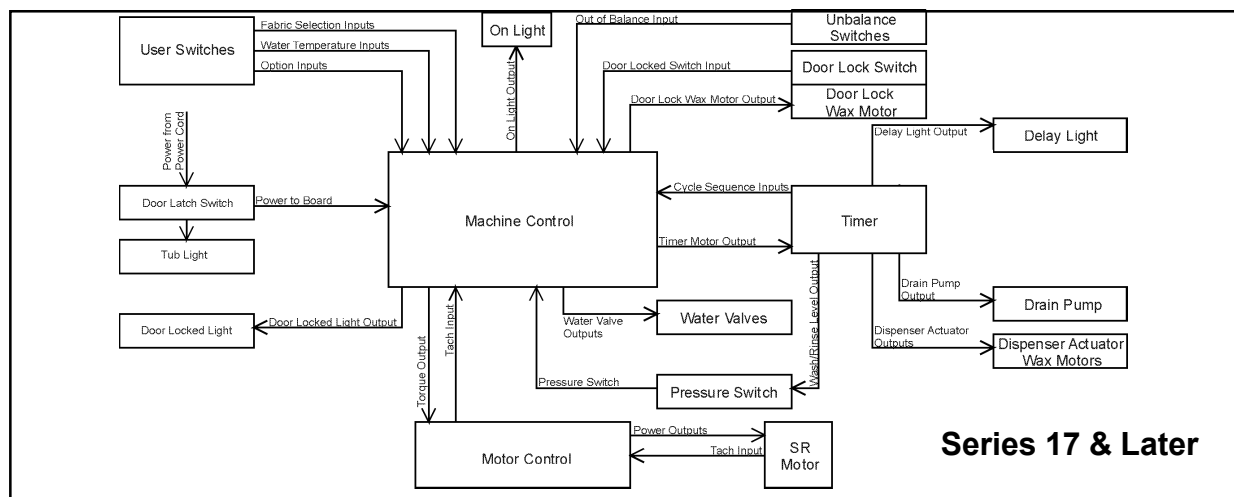 User Switches
Fabric Selection Inputs
Water Temperature Inputs
Option Inputs
On Light
On Light Output
Out of Balance Input
Unbalance
Switches
Door Locked Switch Input
Door Lock Switch
Door Lock Wax Motor Output
Door Lock
Wax Motor
Delay Light Output
Delay Light
Power from
Power Cord
Door Latch Switch
Power to Board
Tub Light
Machine Control
Cycle Sequence Inputs
Timer Motor Output
Timer
Door Locked Light
Door Locked Light Output
Torque Output
Tach Input
Water Valve
Outputs
Water Valves
Wash/Rinse Level Output
Drain Pump
Output
Drain Pump
Dispenser Actuator
Outputs
Dispenser Actuator
Wax Motors
Pressure Switch
Pressure Switch
Motor Control
Power Outputs
Tach Input
SR
Motor
Series 17 & Later